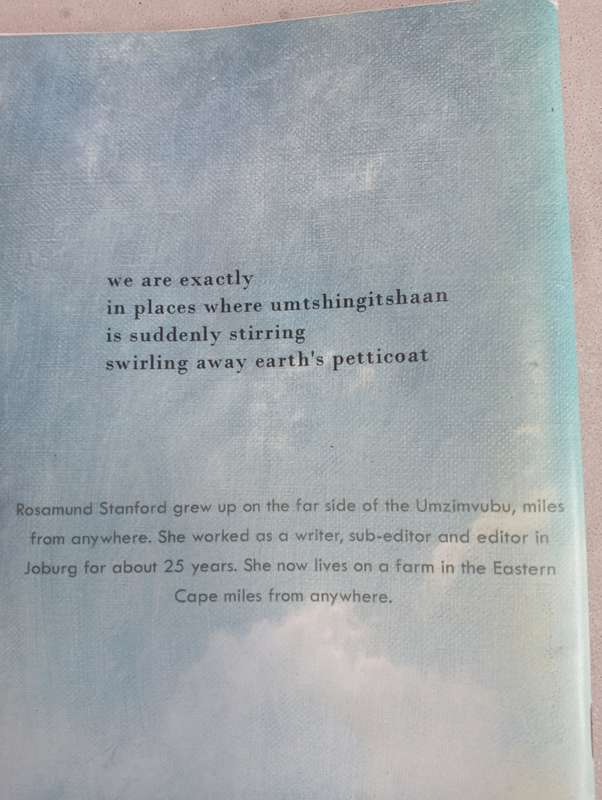 we are exactly
in places where umtshingitshaan
is suddenly stirring
swirling away earth's petticoat
Rosamund Stanford grew up on the far side of the Umzimvubu, miles
from anywhere. She worked as a writer, sub-editor and editor in
Joburg for about 25 years. She now lives on a farm in the Eastern
Cape miles from anywhere.